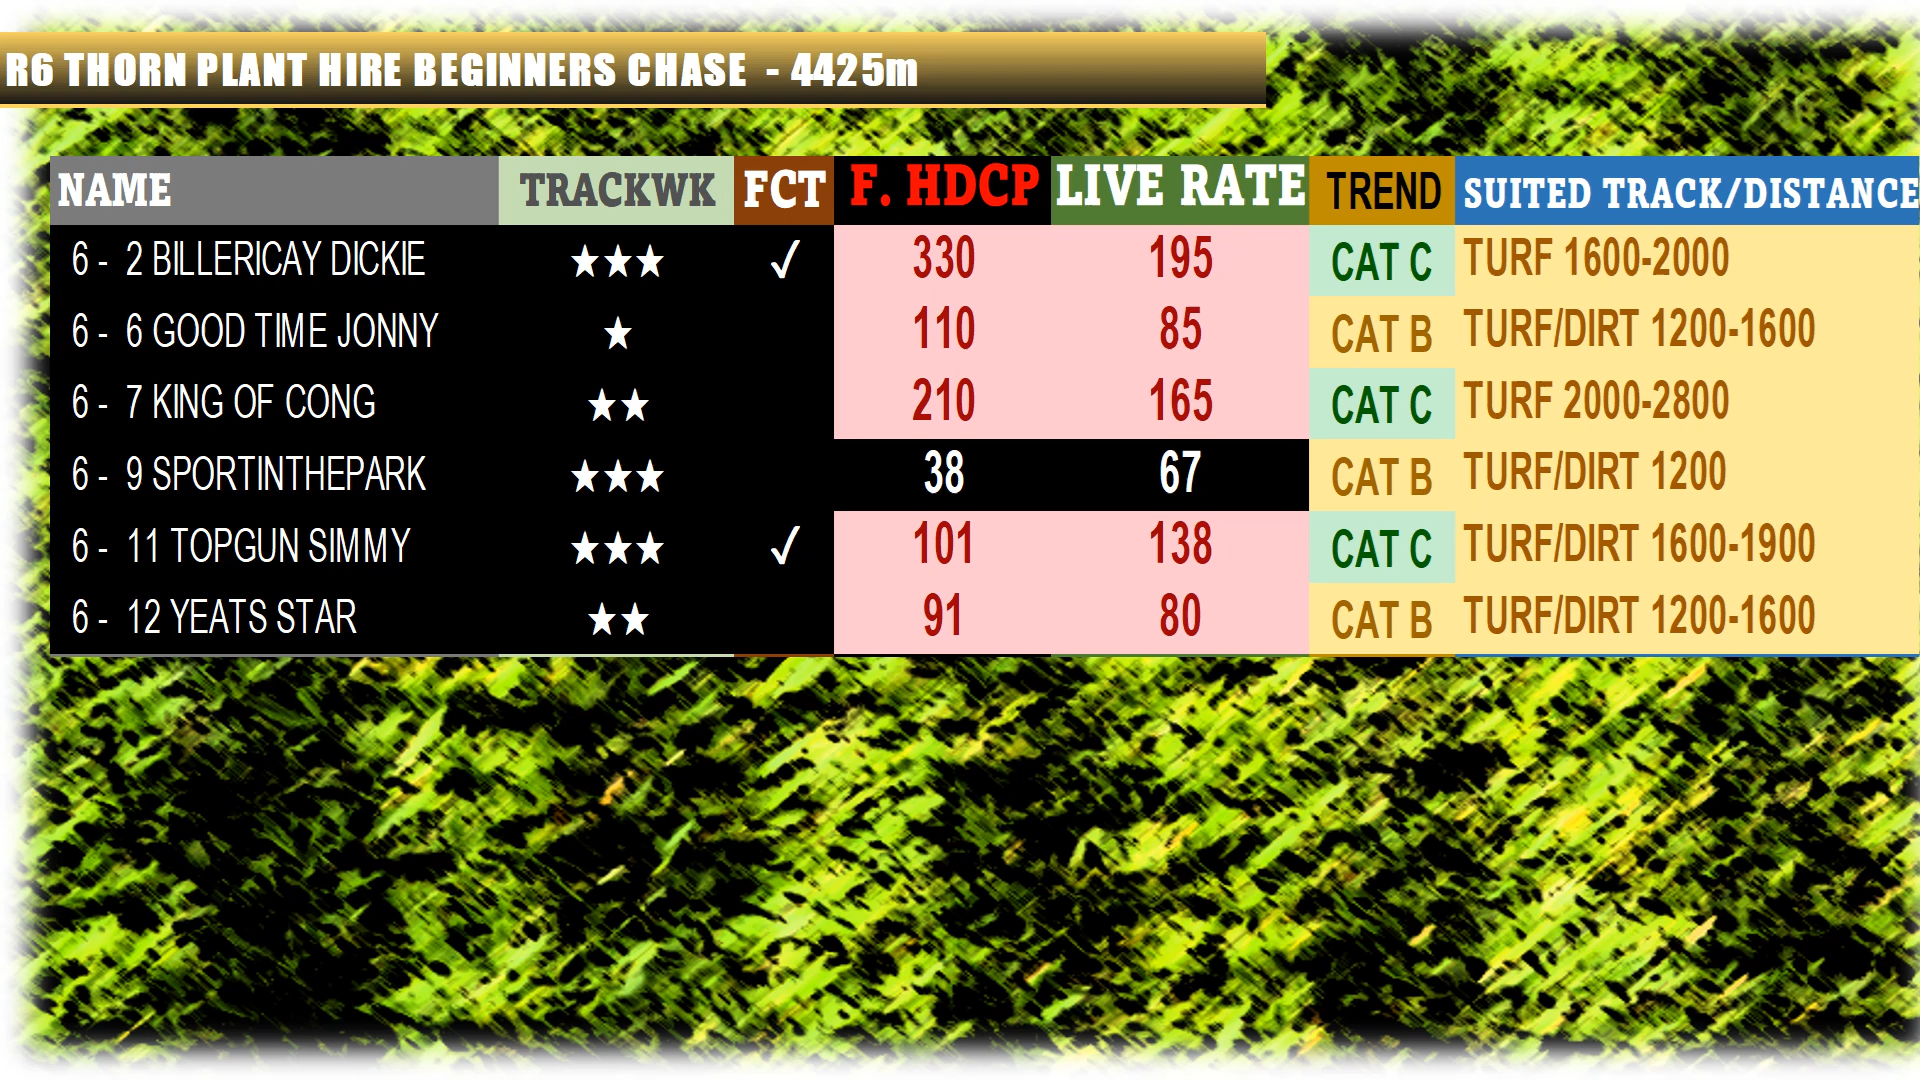 R6 THORN PLANT HIRE BEGINNERS CHASE - 4425m
NAME TRACKWK FCT F. HDCP LIVE RATE TREND SUITED TRACK/DISTANCE
6 - 2 BILLERICAY DICKIE ★★★ ✓ 330 195 CAT C TURF 1600-2000
6 - 6 GOOD TIME JONNY ★ 110 85 CAT B TURF/DIRT 1200-1600
6 - 7 KING OF CONG ★★ 210 165 CAT C TURF 2000-2800
6 - 9 SPORTINTHEPARK ★★★ 38 67 CAT B TURF/DIRT 1200
6 - 11 TOPGUN SIMMY ★★★ ✓ 101 138 CAT C TURF/DIRT 1600-1900
6 - 12 YEATS STAR ★★ 91 80 CAT B TURF/DIRT 1200-1600